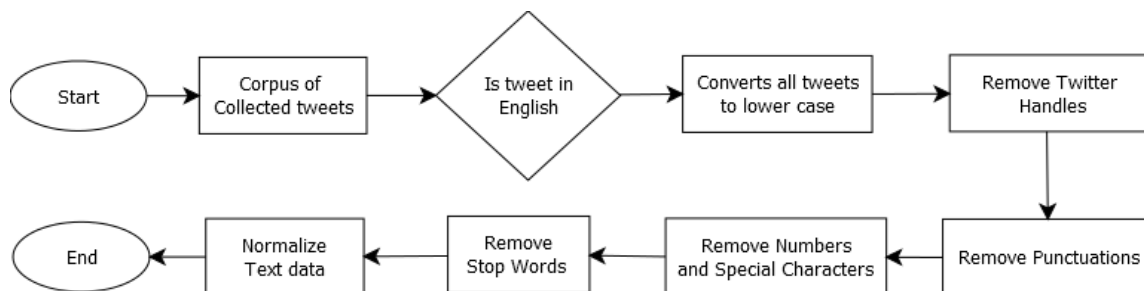 Start
Corpus of
Collected tweets
Is tweet in
English
Converts all tweets
to lower case
Remove Twitter
Handles
Remove Punctuations
Remove Numbers
and Special Characters
Remove
Stop Words
Normalize
Text data
End